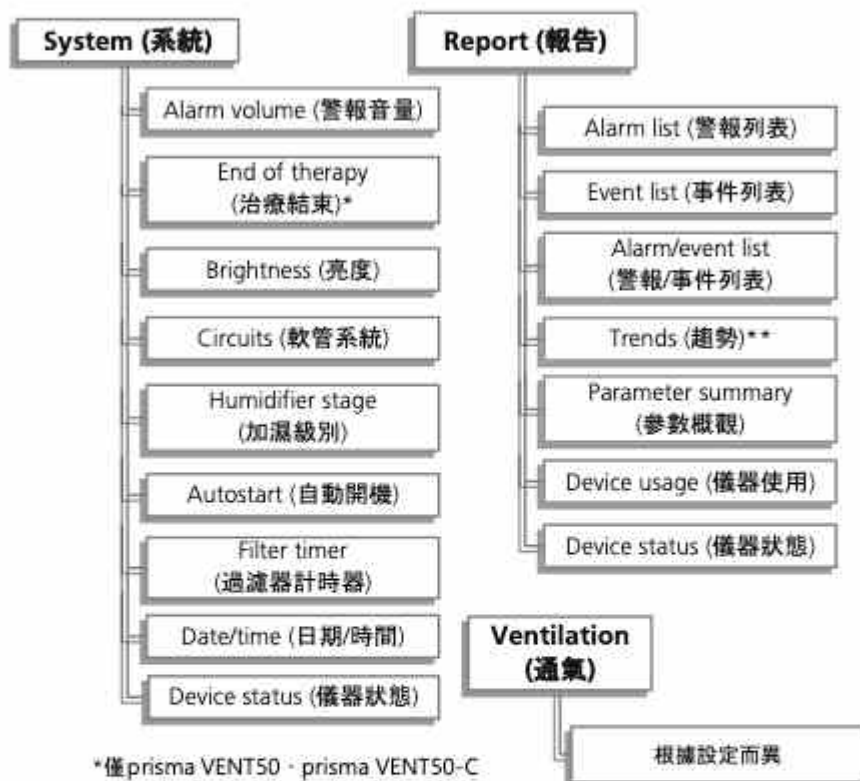 System (系統)
Alarm volume (警報音量)
End of therapy
(治療結束)*
Brightness (亮度)
Circuits (軟管系統)
Humidifier stage
(加濕級別)
Autostart (自動開機)
Filter timer
(過濾器計時器)
Date/time (日期/時間)
Device status (儀器狀態)
*僅prisma VENT50，prisma VENT50-C
Report (報告)
Alarm list (警報列表)
Event list (事件列表)
Alarm/event list
(警報/事件列表)
Trends (趨勢)**
Parameter summary
(參數概觀)
Device usage (儀器使用)
Device status (儀器狀態)
Ventilation
(通氣)
根據設定而異